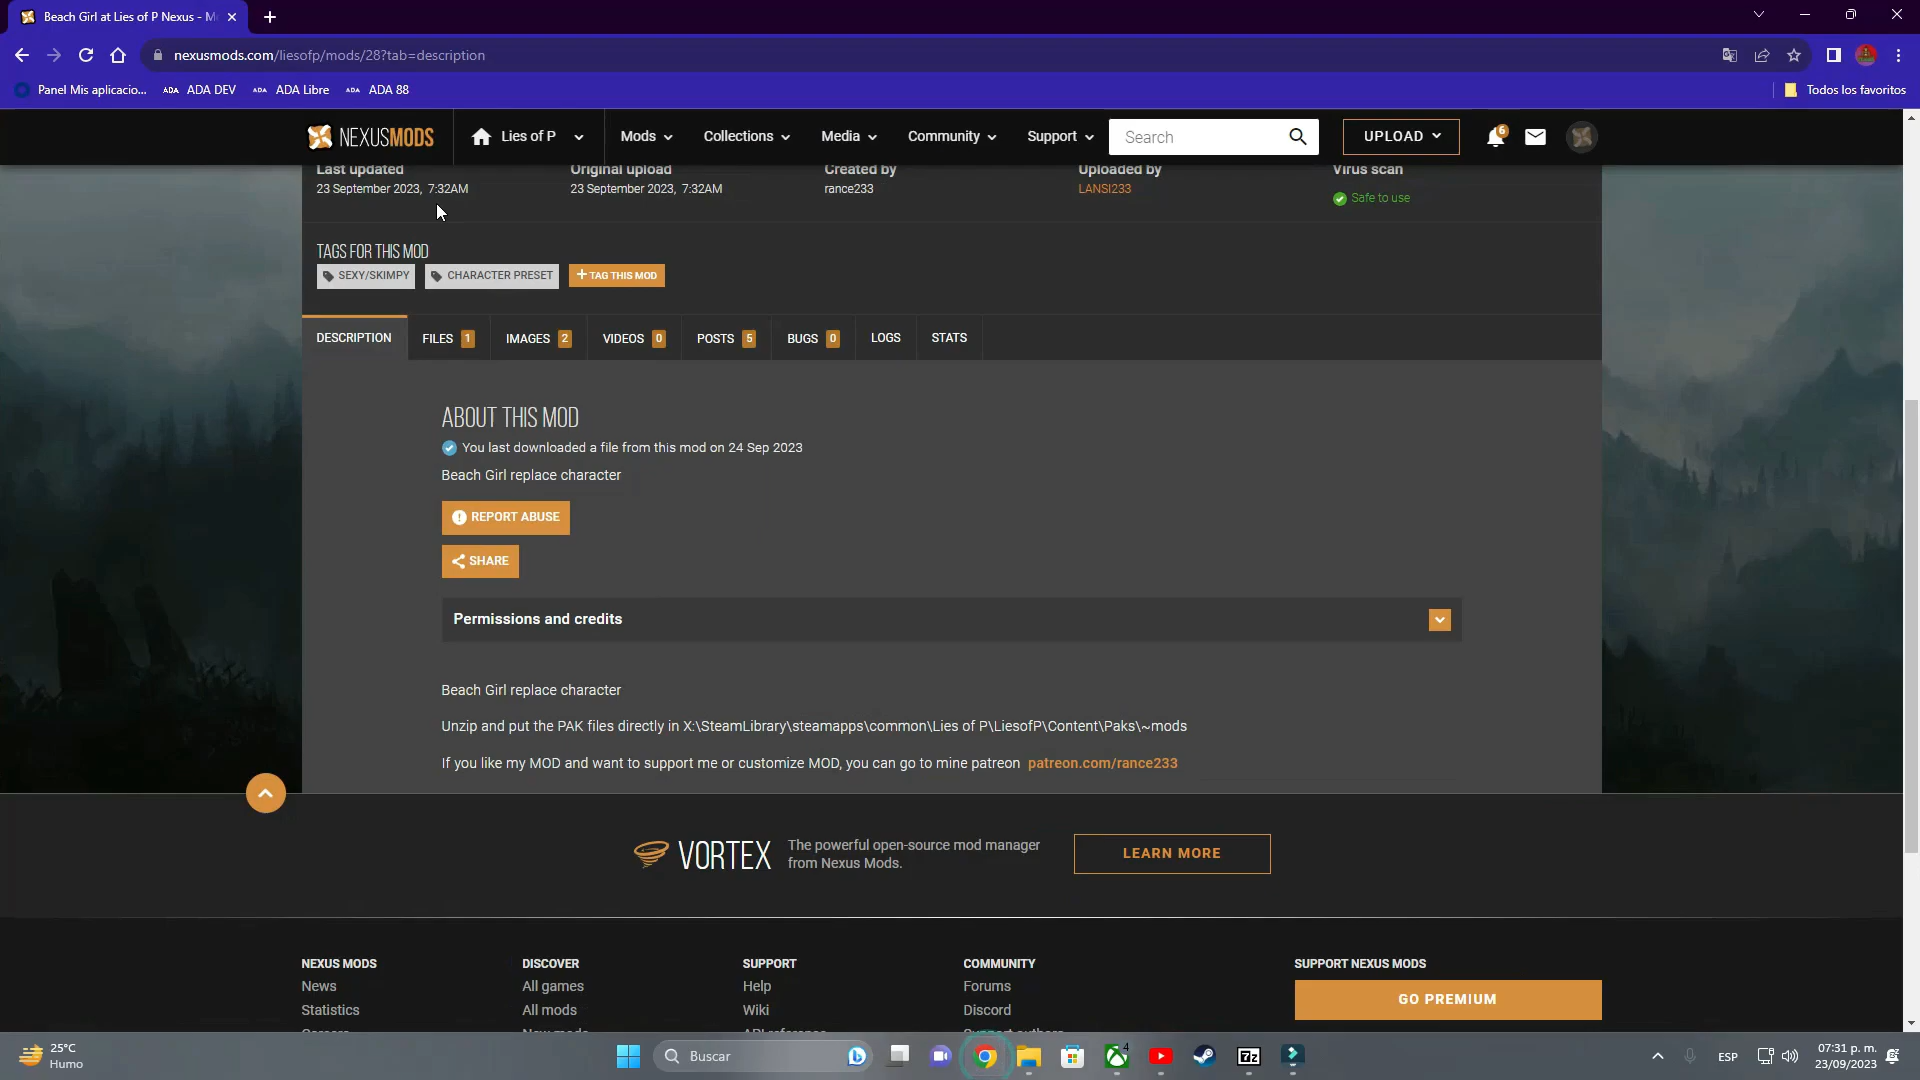 Beach Girl at Lies of P Nexus - M
nexusmods.com/liesofp/mods/28?tab=description
Panel Mis aplicacio...
ADA ADA DEV
ADA ADA Libre
ADA ADA 88
Todos los favoritos
NEXUSMODS
Lies of P
Mods
Collections
Media
Community
Support
Search
UPLOAD
6
Last updated
Original upload
Created by
Uploaded by
Virus scan
23 September 2023, 7:32AM
23 September 2023, 7:32AM
rance233
LANSI233
Safe to use
TAGS FOR THIS MOD
SEXY/SKIMPY
CHARACTER PRESET
+ TAG THIS MOD
DESCRIPTION
FILES 1
IMAGES 2
VIDEOS 0
POSTS 5
BUGS 0
LOGS
STATS
ABOUT THIS MOD
You last downloaded a file from this mod on 24 Sep 2023
Beach Girl replace character
REPORT ABUSE
SHARE
Permissions and credits
Beach Girl replace character
Unzip and put the PAK files directly in X:\SteamLibrary\steamapps\common\Lies of P\LiesofP\Content\Paks\~mods
If you like my MOD and want to support me or customize MOD, you can go to mine patreon patreon.com/rance233
VORTEX
The powerful open-source mod manager
from Nexus Mods.
LEARN MORE
NEXUS MODS
DISCOVER
SUPPORT
COMMUNITY
SUPPORT NEXUS MODS
News
All games
Help
Forums
GO PREMIUM
Statistics
All mods
Wiki
Discord
25°C
Humo
Buscar
4
7z
ESP
07:31 p. m.
23/09/2023